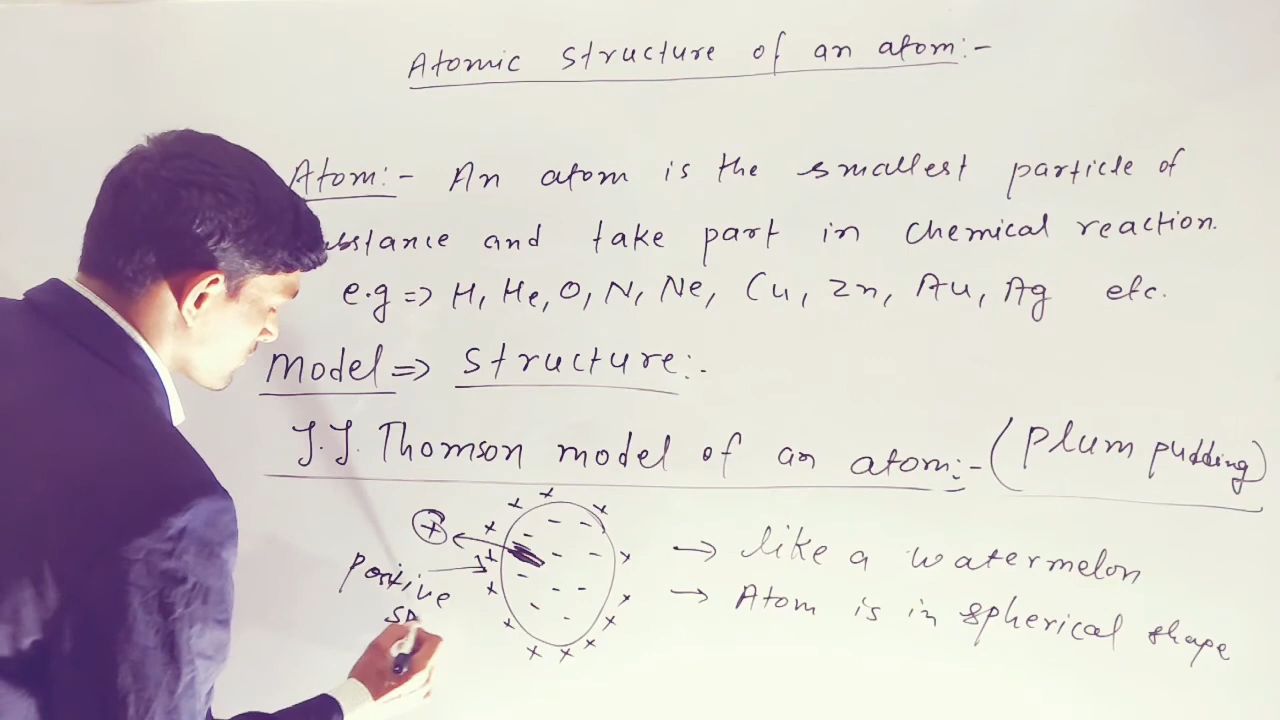 Atomic structure of an atom:-
Atom:- An atom is the smallest particle of
ubstance and take part in chemical reaction.
e.g => H, He, O, N, Ne, Cu, Zn, Au, Ag etc.
Model => Structure:-
J.J. Thomson model of an atom:- (Plum pudding)
+
Positive
→ like a watermelon
→ Atom is in spherical shape